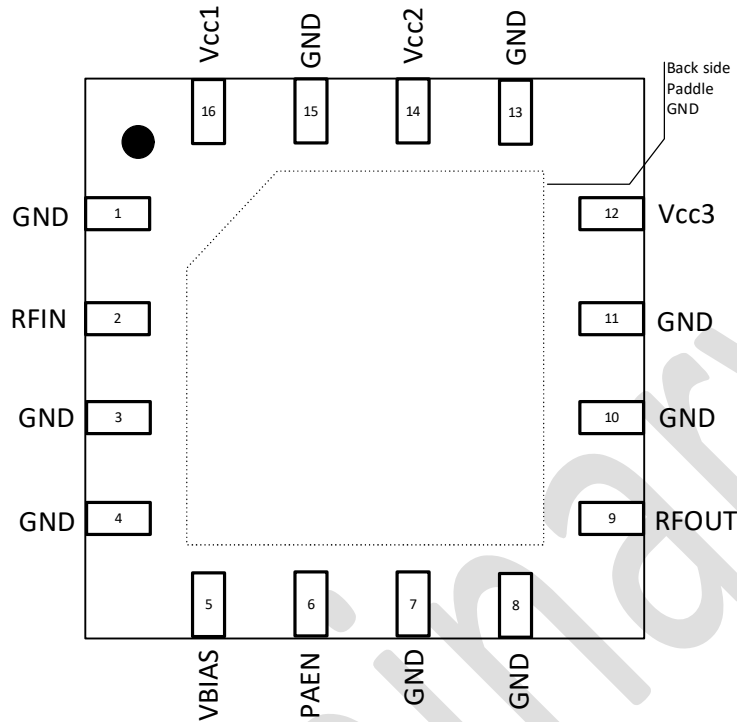 Vcc1
GND
Vcc2
GND
Back side
Paddle
GND
16
15
14
13
GND
1
12
Vcc3
RFIN
2
11
GND
GND
3
10
GND
GND
4
9
RFOUT
5
6
7
8
VBIAS
PAEN
GND
GND